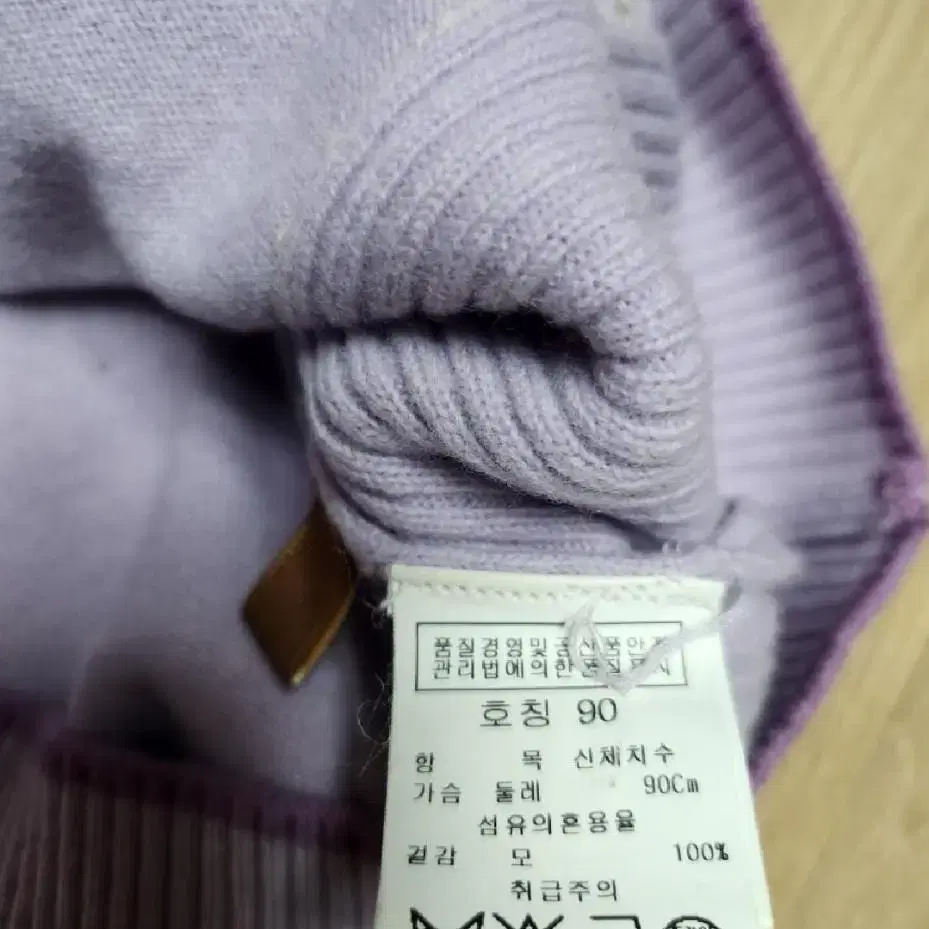 품질경영및공산품안전
관리법에의한품질표시
호칭 90
항 목 신체치수
가슴 둘레 90Cm
섬유의혼용율
겉감 모 100%
취급주의